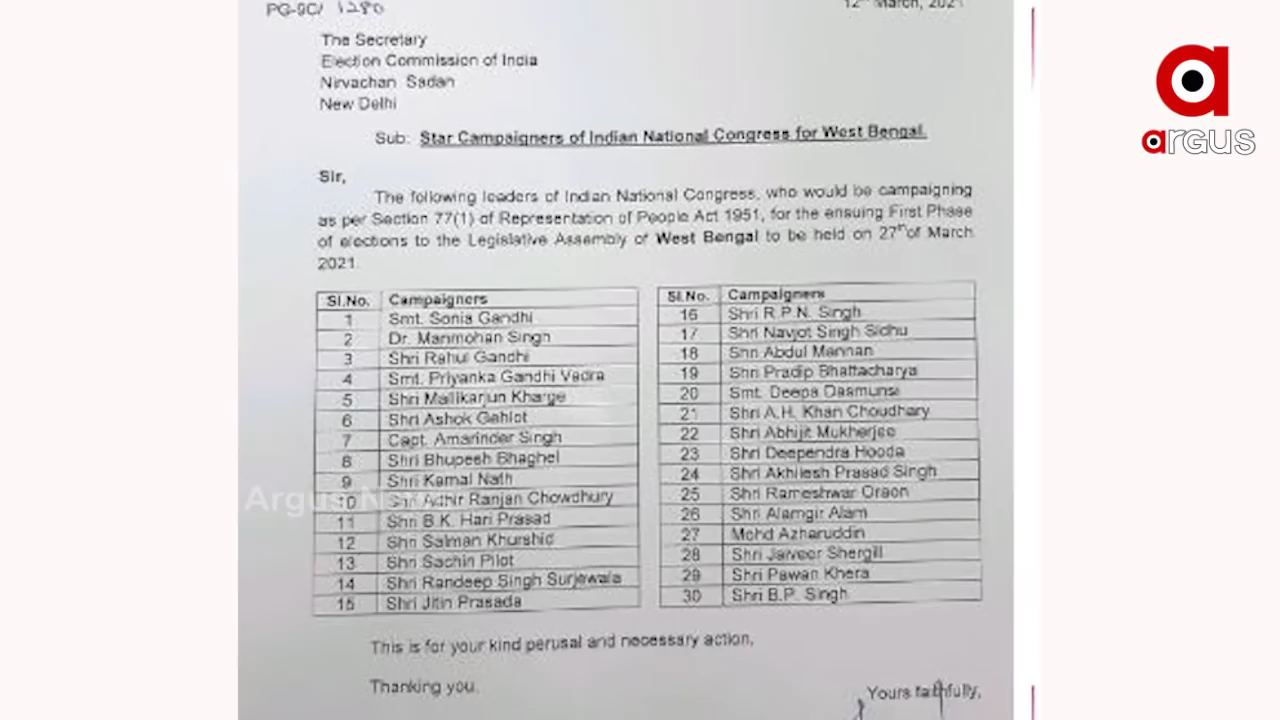 PG-9C/ 1280
12th March, 2021
The Secretary
Election Commission of India
Nirvachan Sadan
New Delhi
Sub: Star Campaigners of Indian National Congress for West Bengal.
Sir,
The following leaders of Indian National Congress, who would be campaigning
as per Section 77(1) of Representation of People Act 1951, for the ensuing First Phase
of elections to the Legislative Assembly of West Bengal to be held on 27th of March
2021.
Sl.No. Campaigners
1 Smt. Sonia Gandhi
2 Dr. Manmohan Singh
3 Shri Rahul Gandhi
4 Smt. Priyanka Gandhi Vadra
5 Shri Mallikarjun Kharge
6 Shri Ashok Gehlot
7 Capt. Amarinder Singh
8 Shri Bhupesh Bhaghel
9 Shri Kamal Nath
10 Shri Adhir Ranjan Chowdhury
11 Shri B.K. Hari Prasad
12 Shri Salman Khurshid
13 Shri Sachin Pilot
14 Shri Randeep Singh Surjewala
15 Shri Jitin Prasada
Sl.No. Campaigners
16 Shri R.P.N. Singh
17 Shri Navjot Singh Sidhu
18 Shri Abdul Mannan
19 Shri Pradip Bhattacharya
20 Smt. Deepa Dasmunsi
21 Shri A.H. Khan Choudhary
22 Shri Abhijit Mukherjee
23 Shri Deependra Hooda
24 Shri Akhilesh Prasad Singh
25 Shri Rameshwar Oraon
26 Shri Alamgir Alam
27 Mohd Azharuddin
28 Shri Jaiveer Shergill
29 Shri Pawan Khera
30 Shri B.P. Singh
This is for your kind perusal and necessary action.
Thanking you.
Yours faithfully,
argus
Argus N